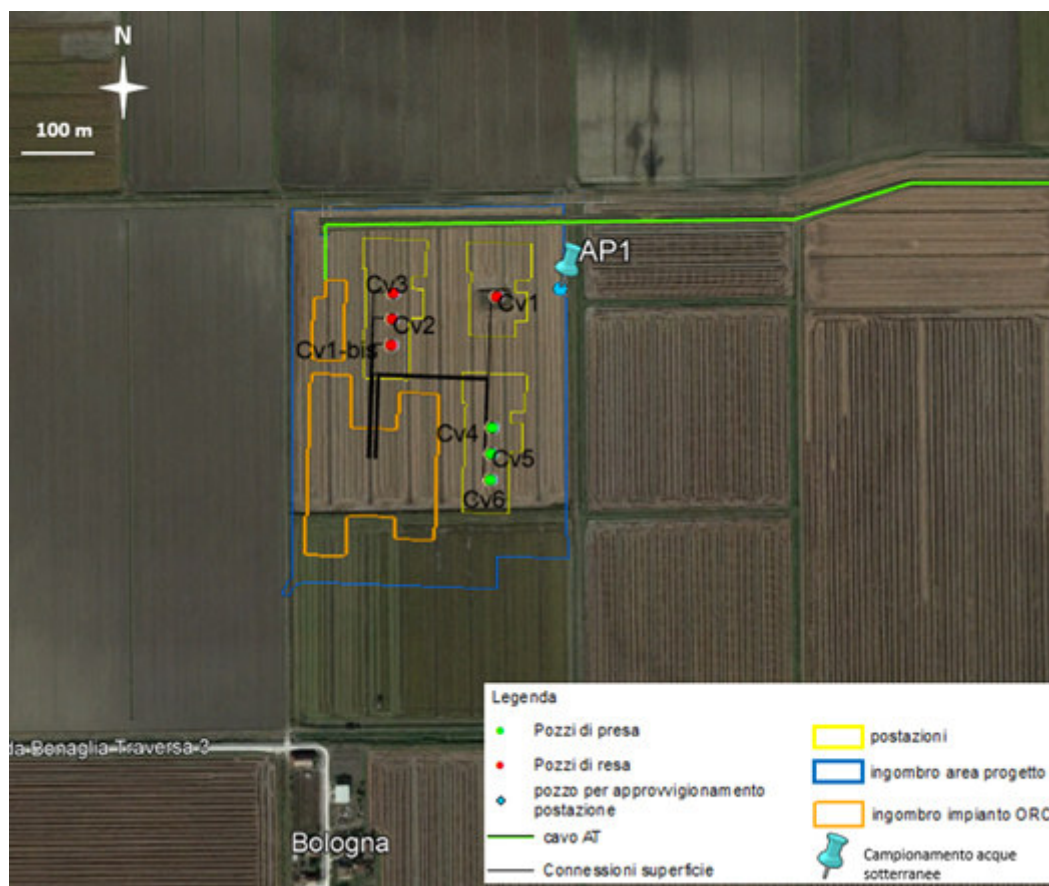 N
100 m
AP1
Cv3
Cv1
Cv2
Cv1-bis
Cv4
Cv5
Cv6
da Benaglia Traversa 3
Bologna
Legenda
Pozzi di presa
Pozzi di resa
pozzo per approvvigionamento
postazione
cavo AT
Connessioni superficie
postazioni
ingombro area progetto
ingombro impianto ORC
Campionamento acque
sotterranee